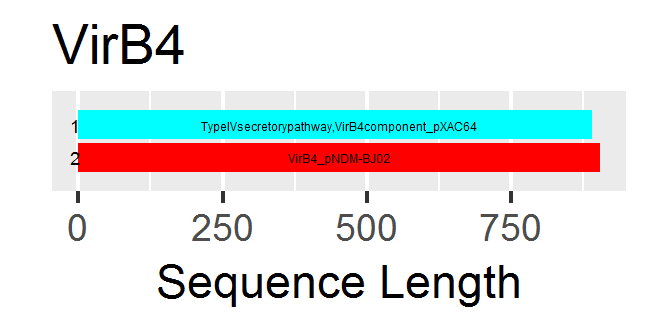 VirB4
1 TypeIVsecretorypathway,VirB4component_pXAC64
2 VirB4_pNDM-BJ02
0 250 500 750
Sequence Length